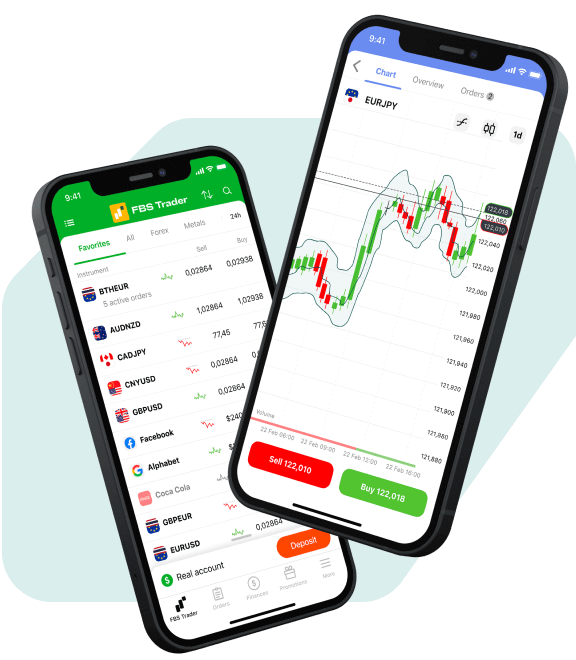 9:41
FBS Trader
Favorites
All
Forex
Metals
24h
Instrument
Sell
Buy
BTHEUR
0,02864
0,02938
5 active orders
AUDNZD
1,02864
1,02938
CADJPY
77,45
CNYUSD
0,02864
GBPUSD
0,02864
Facebook
Alphabet
Coca Cola
GBPEUR
EURUSD
0,02864
Real account
Deposit
FBS Trader
Orders
Finances
Promotions
More
9:41
Chart
Overview
Orders 2
EURJPY
1d
122,018
122,060
122,010
122,040
122,020
122,000
121,980
121,960
121,940
121,920
121,900
121,880
121,880
Volume
22 Feb 06:00
22 Feb 09:00
22 Feb 12:00
22 Feb 16:00
Sell 122,010
Buy 122,018